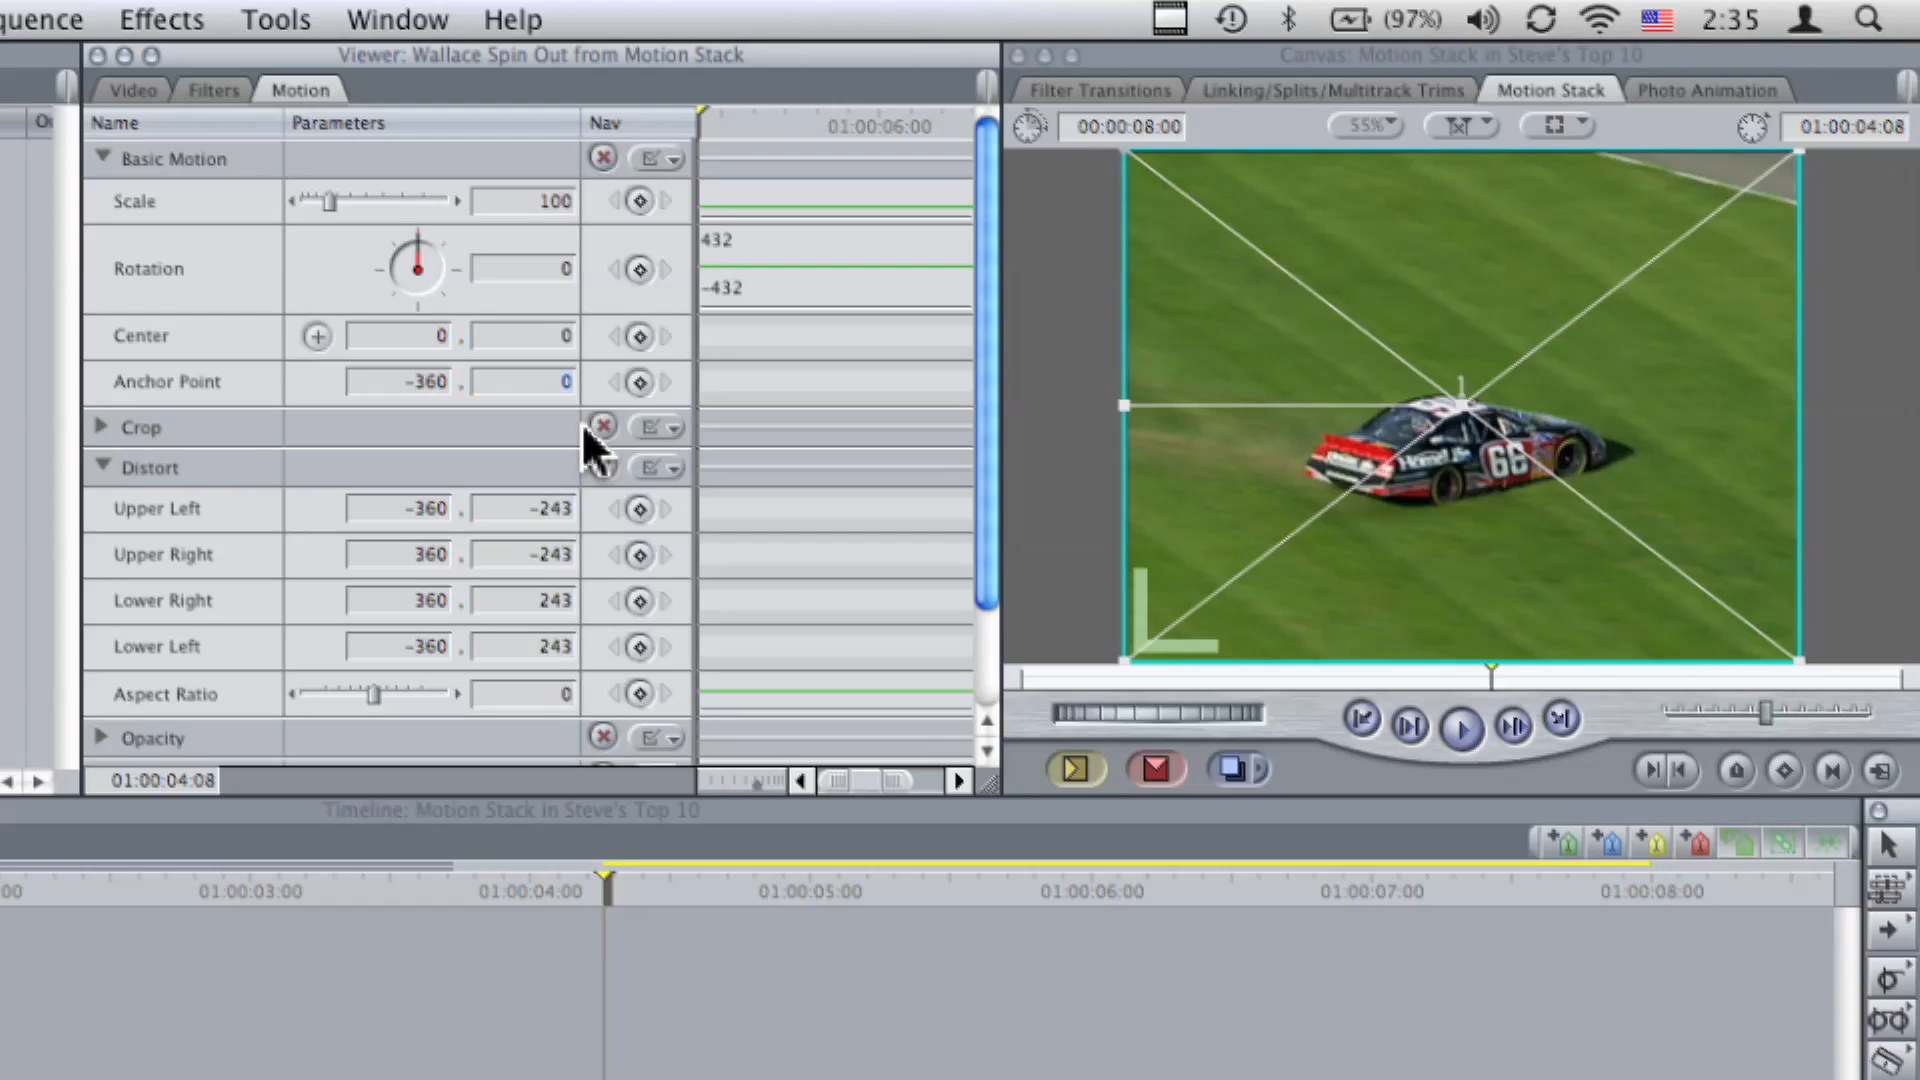 quence Effects Tools Window Help (97%) 2:35
Viewer: Wallace Spin Out from Motion Stack
Canvas: Motion Stack in Steve's Top 10
Video Filters Motion
Filter Transitions Linking/Splits/Multitrack Trims Motion Stack Photo Animation
Name Parameters Nav 01:00:06:00
00:00:08:00 55% 01:00:04:08
Basic Motion
Scale 100
Rotation 0
432
-432
Center 0 , 0
Anchor Point -360 , 0
Crop
Distort
Upper Left -360 , -243
Upper Right 360 , -243
Lower Right 360 , 243
Lower Left -360 , 243
Aspect Ratio 0
Opacity
01:00:04:08
1
66
Timeline: Motion Stack in Steve's Top 10
:00 01:00:03:00 01:00:04:00 01:00:05:00 01:00:06:00 01:00:07:00 01:00:08:00